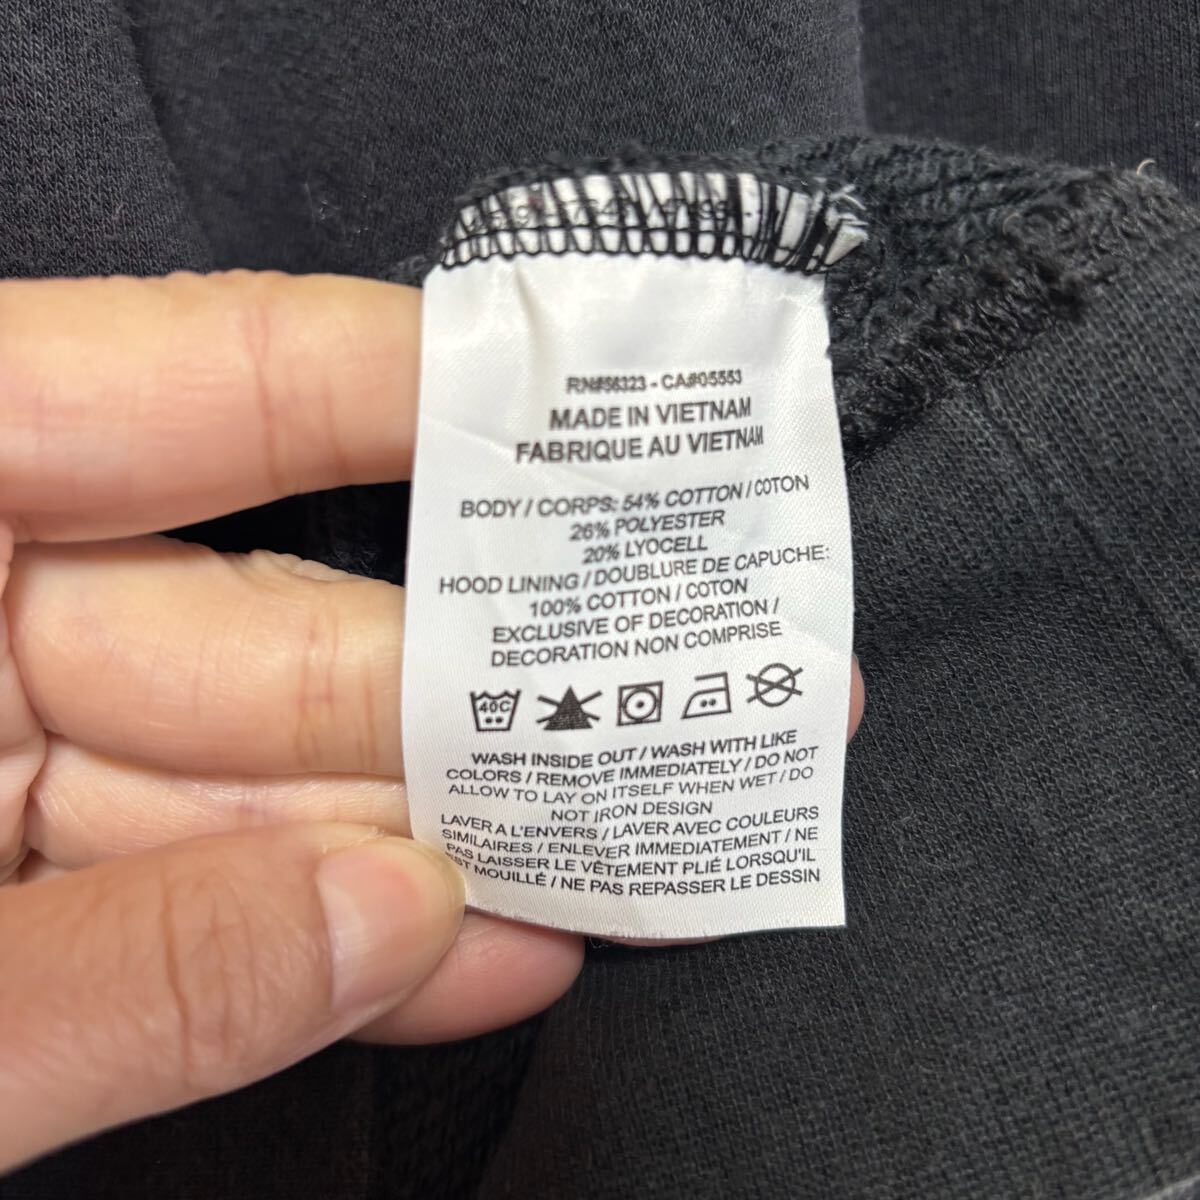 RN#56323 - CA#05553
MADE IN VIETNAM
FABRIQUE AU VIETNAM
BODY / CORPS: 54% COTTON / COTON
26% POLYESTER
20% LYOCELL
HOOD LINING / DOUBLURE DE CAPUCHE:
100% COTTON / COTON
EXCLUSIVE OF DECORATION /
DECORATION NON COMPRISE
40C
WASH INSIDE OUT / WASH WITH LIKE
COLORS / REMOVE IMMEDIATELY / DO NOT
ALLOW TO LAY ON ITSELF WHEN WET / DO
NOT IRON DESIGN
LAVER A L'ENVERS / LAVER AVEC COULEURS
SIMILAIRES / ENLEVER IMMEDIATEMENT / NE
PAS LAISSER LE VÊTEMENT PLIÉ LORSQU'IL
EST MOUILLÉ / NE PAS REPASSER LE DESSIN